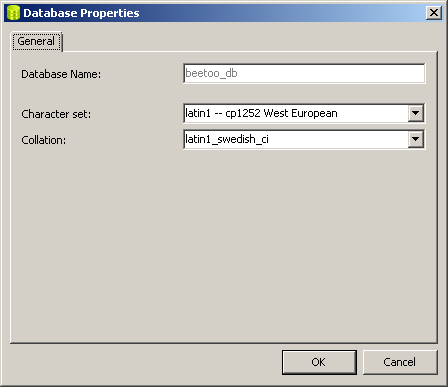 Database Properties
General
Database Name: beetoo_db
Character set: latin1 -- cp1252 West European
Collation: latin1_swedish_ci
OK Cancel